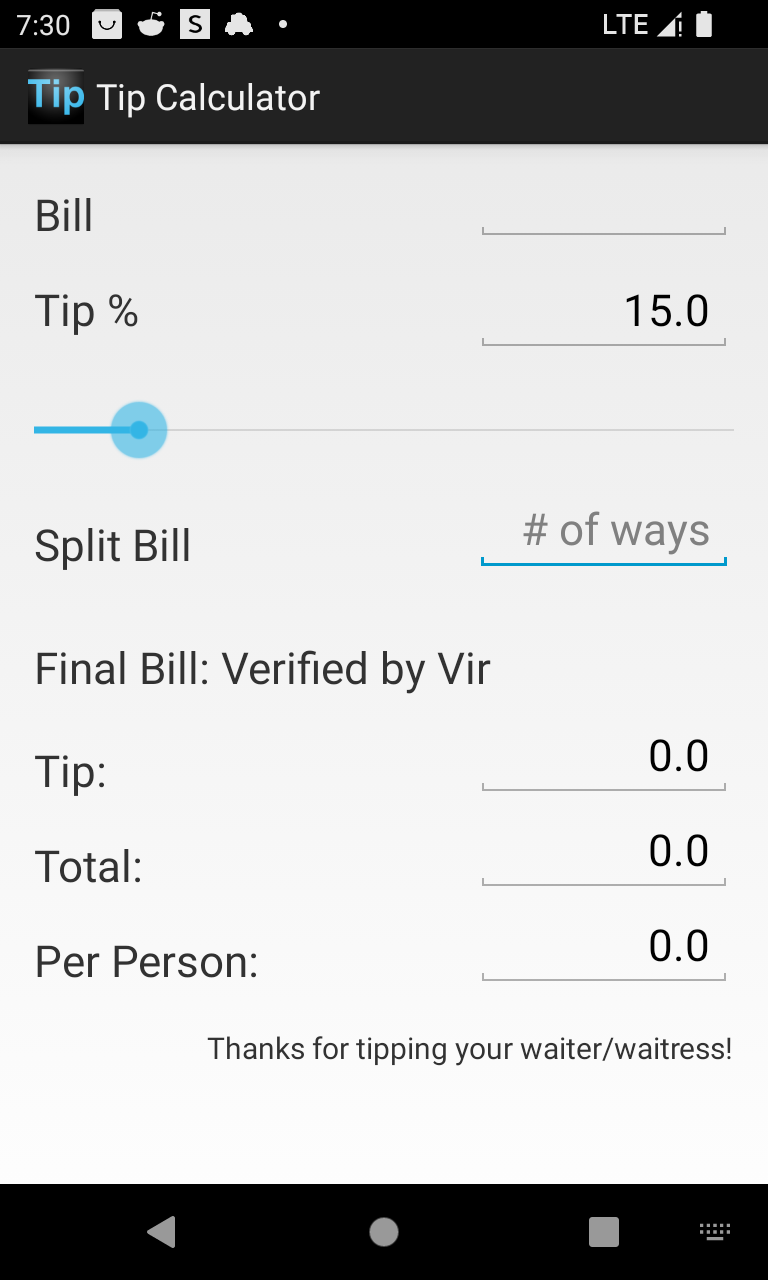 7:30 S LTE
Tip Tip Calculator
Bill
Tip % 15.0
Split Bill # of ways
Final Bill: Verified by Vir
Tip: 0.0
Total: 0.0
Per Person: 0.0
Thanks for tipping your waiter/waitress!